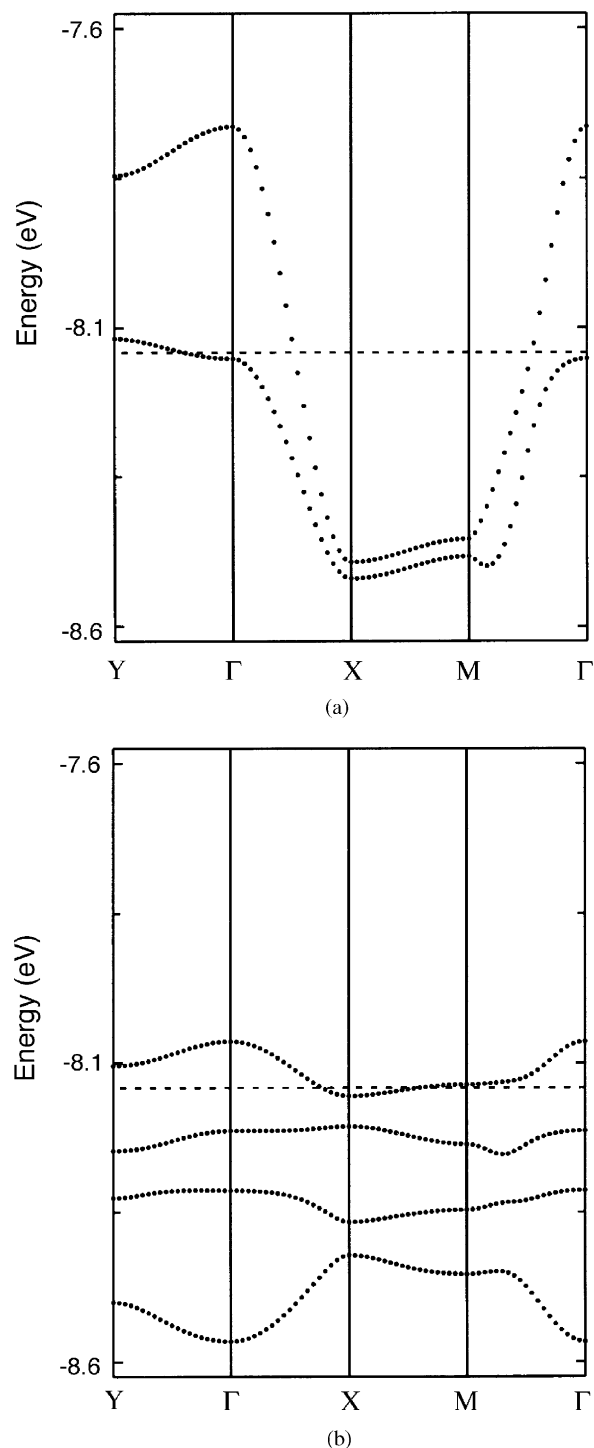 -7.6
Energy (eV)
-8.1
-8.6
Y Γ X M Γ
(a)
-7.6
Energy (eV)
-8.1
-8.6
Y Γ X M Γ
(b)